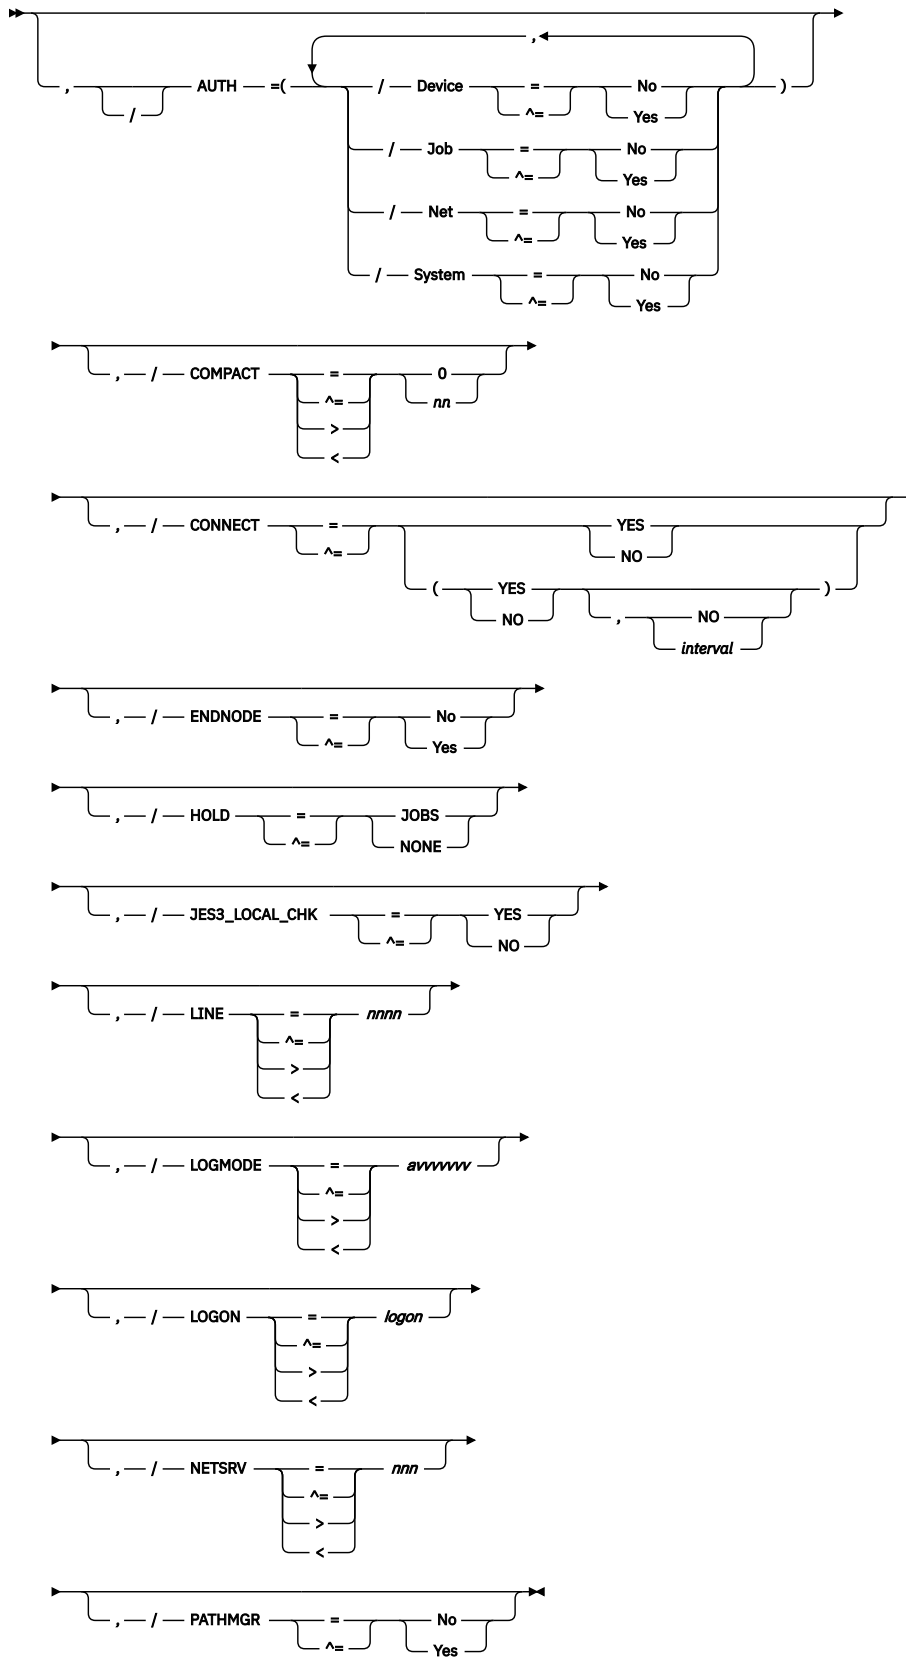 ,
, / AUTH =( / Device = No )
^= Yes
/ Job = No
^= Yes
/ Net = No
^= Yes
/ System = No
^= Yes
, / COMPACT = 0
^= nn
>
<
, / CONNECT = YES
^= NO
( YES )
NO , NO
interval
, / ENDNODE = No
^= Yes
, / HOLD = JOBS
^= NONE
, / JES3_LOCAL_CHK = YES
^= NO
, / LINE = nnnn
^=
>
<
, / LOGMODE = avvvvvvv
^=
>
<
, / LOGON = logon
^=
>
<
, / NETSRV = nnn
^=
>
<
, / PATHMGR = No
^= Yes